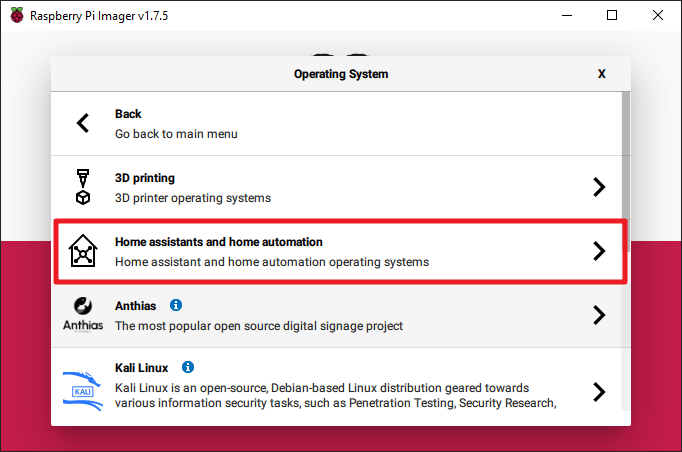 Raspberry Pi Imager v1.7.5
Operating System
X
Back
Go back to main menu
3D printing
3D printer operating systems
Home assistants and home automation
Home assistant and home automation operating systems
Anthias
Anthias
The most popular open source digital signage project
Kali Linux
KALI
Kali Linux is an open-source, Debian-based Linux distribution geared towards
various information security tasks, such as Penetration Testing, Security Research,